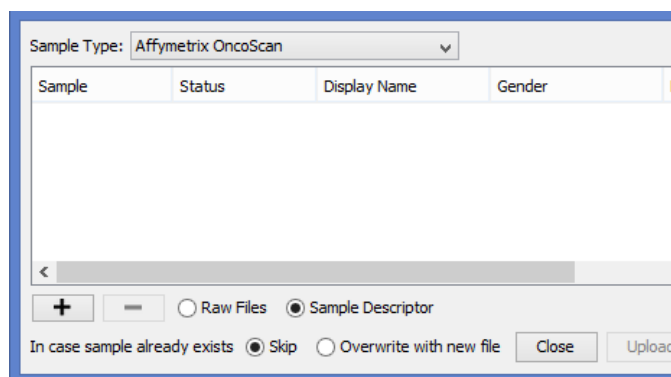 Sample Type: Affymetrix OncoScan
Sample Status Display Name Gender
+ − Raw Files Sample Descriptor
In case sample already exists Skip Overwrite with new file Close Upload